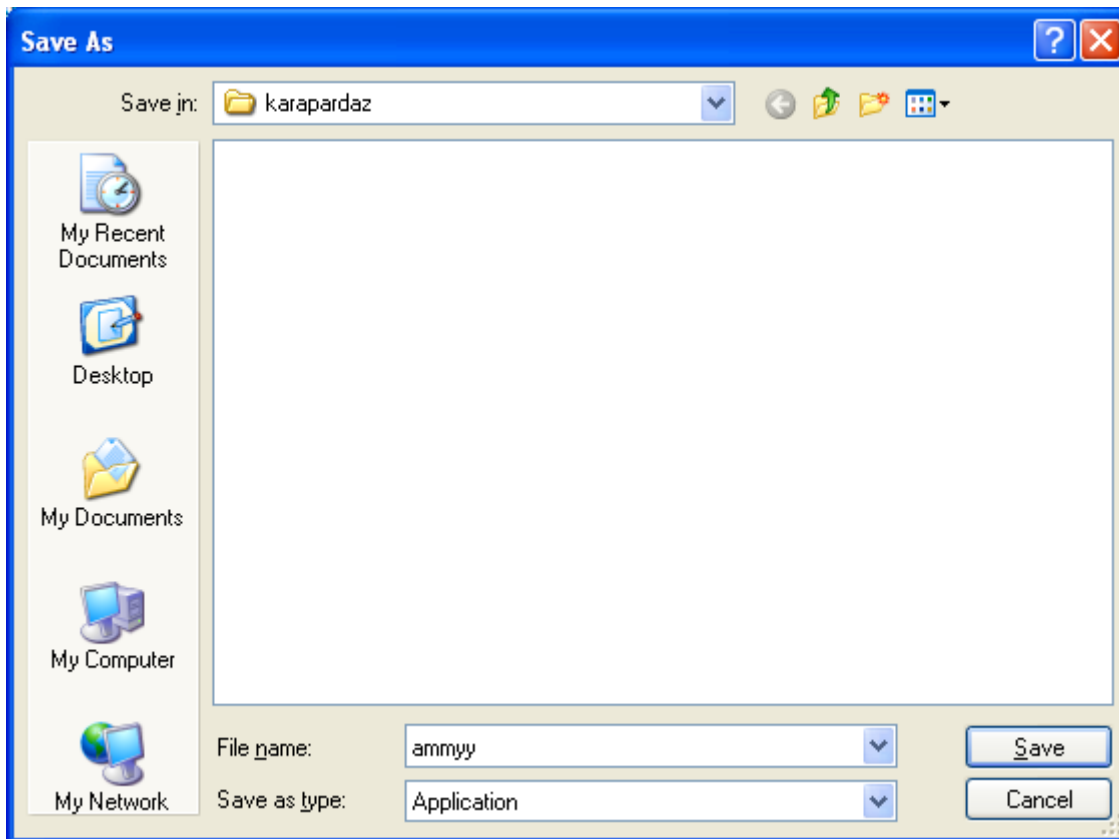 Save As
Save in:
karapardaz
My Recent
Documents
Desktop
My Documents
My Computer
My Network
File name:
ammyy
Save
Save as type:
Application
Cancel